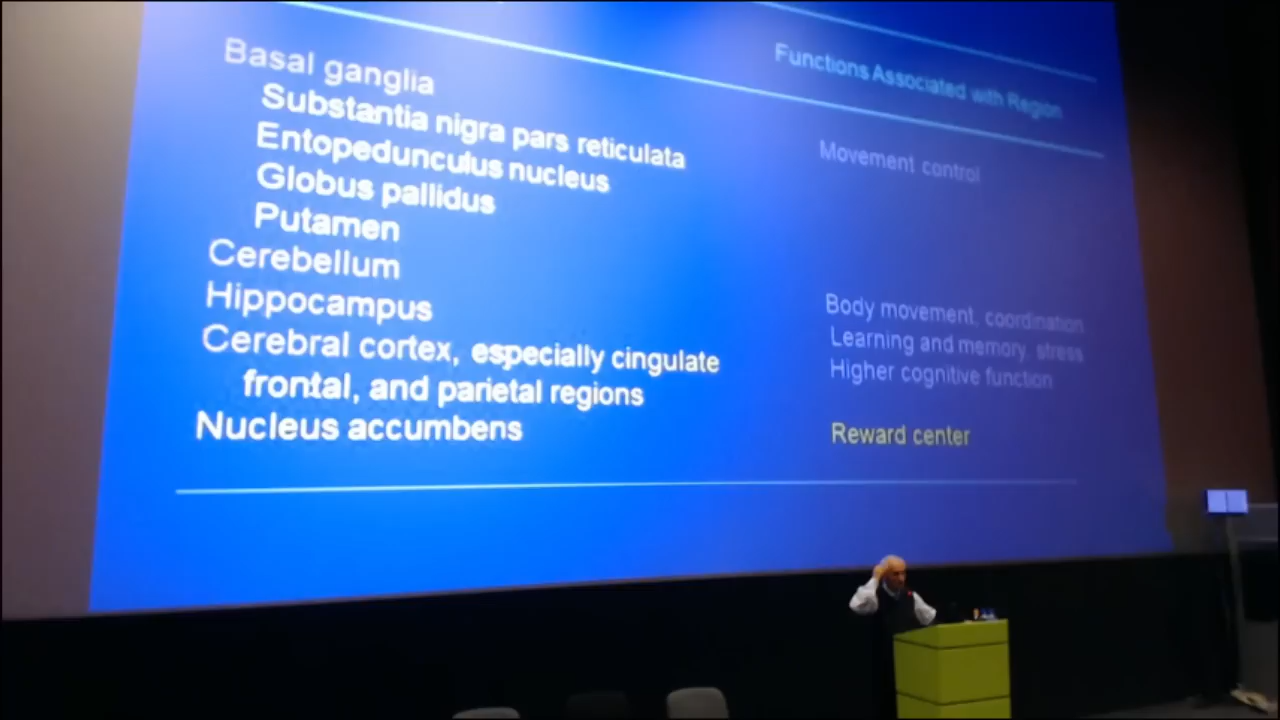 Functions Associated with Region
Basal ganglia
Substantia nigra pars reticulata
Movement control
Entopedunculus nucleus
Globus pallidus
Putamen
Cerebellum
Body movement, coordination
Hippocampus
Learning and memory, stress
Cerebral cortex, especially cingulate
Higher cognitive function
frontal, and parietal regions
Nucleus accumbens
Reward center